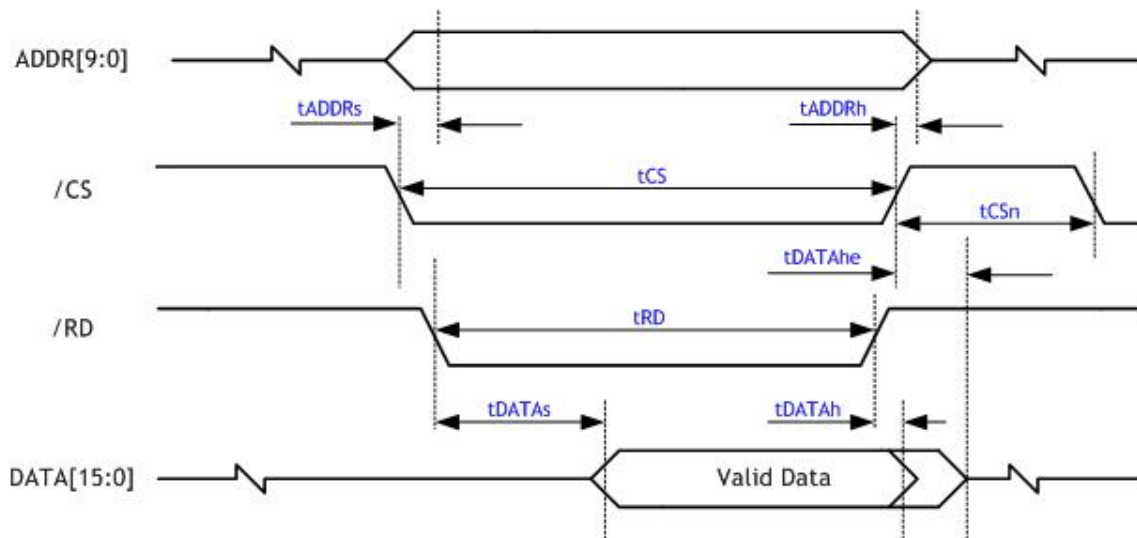 ADDR[9:0]
tADDRs
tADDRh
/CS
tCS
tCSn
tDATAhe
/RD
tRD
tDATAs
tDATAh
DATA[15:0]
Valid Data